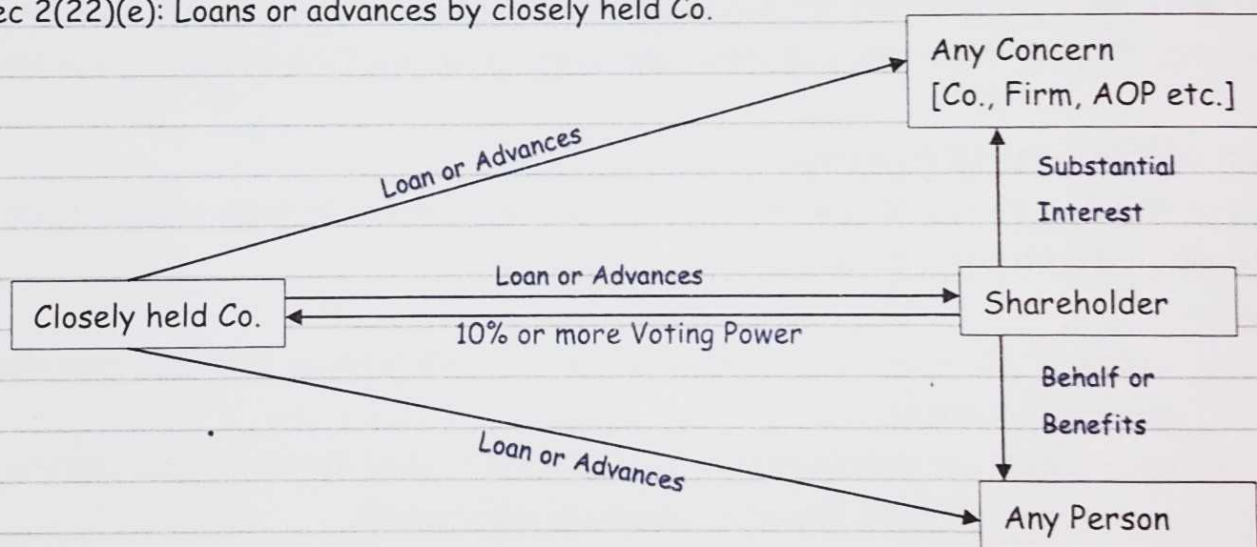 ec 2(22)(e): Loans or advances by closely held Co.
Any Concern
[Co., Firm, AOP etc.]
Loan or Advances
Substantial
Interest
Loan or Advances
Closely held Co.
Shareholder
10% or more Voting Power
Behalf or
Benefits
Loan or Advances
Any Person